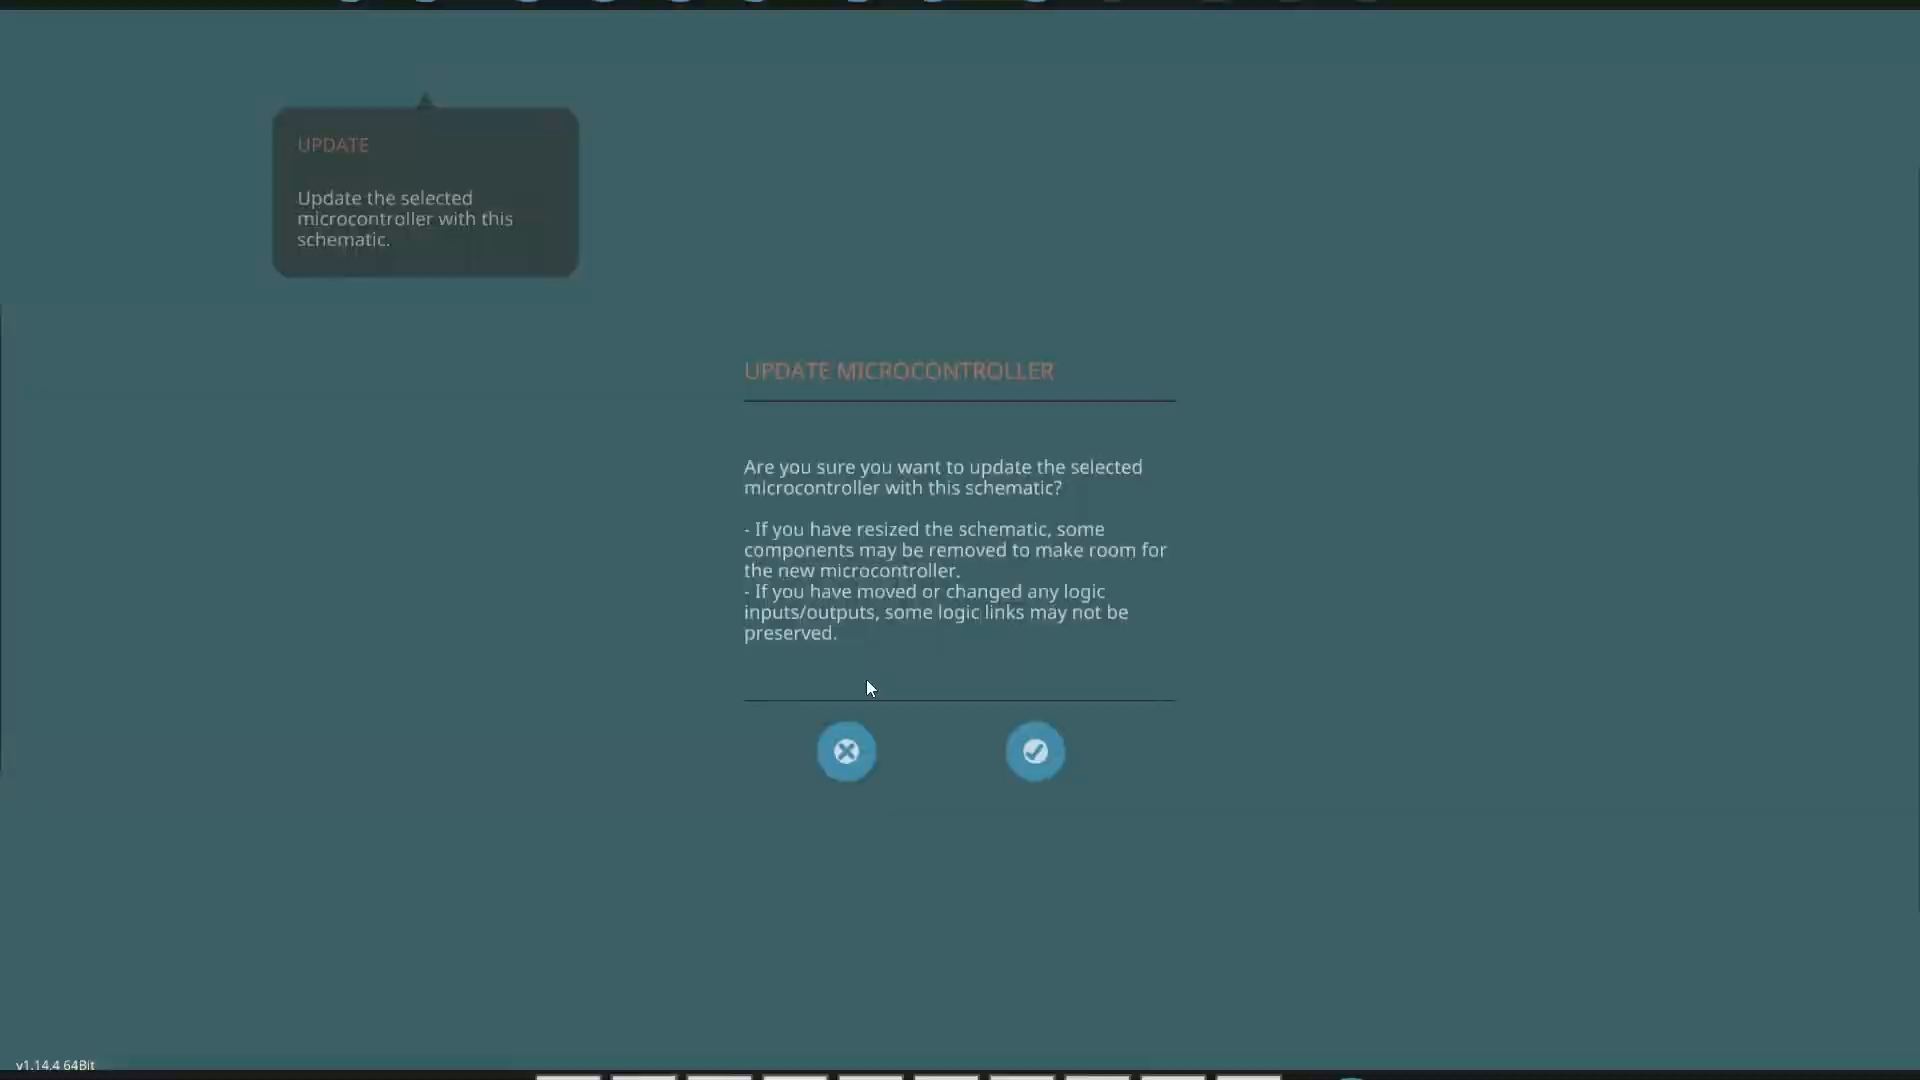 UPDATE
Update the selected
microcontroller with this
schematic.
UPDATE MICROCONTROLLER
Are you sure you want to update the selected
microcontroller with this schematic?
- If you have resized the schematic, some
components may be removed to make room for
the new microcontroller.
- If you have moved or changed any logic
inputs/outputs, some logic links may not be
preserved.
v1.14.4 64Bit